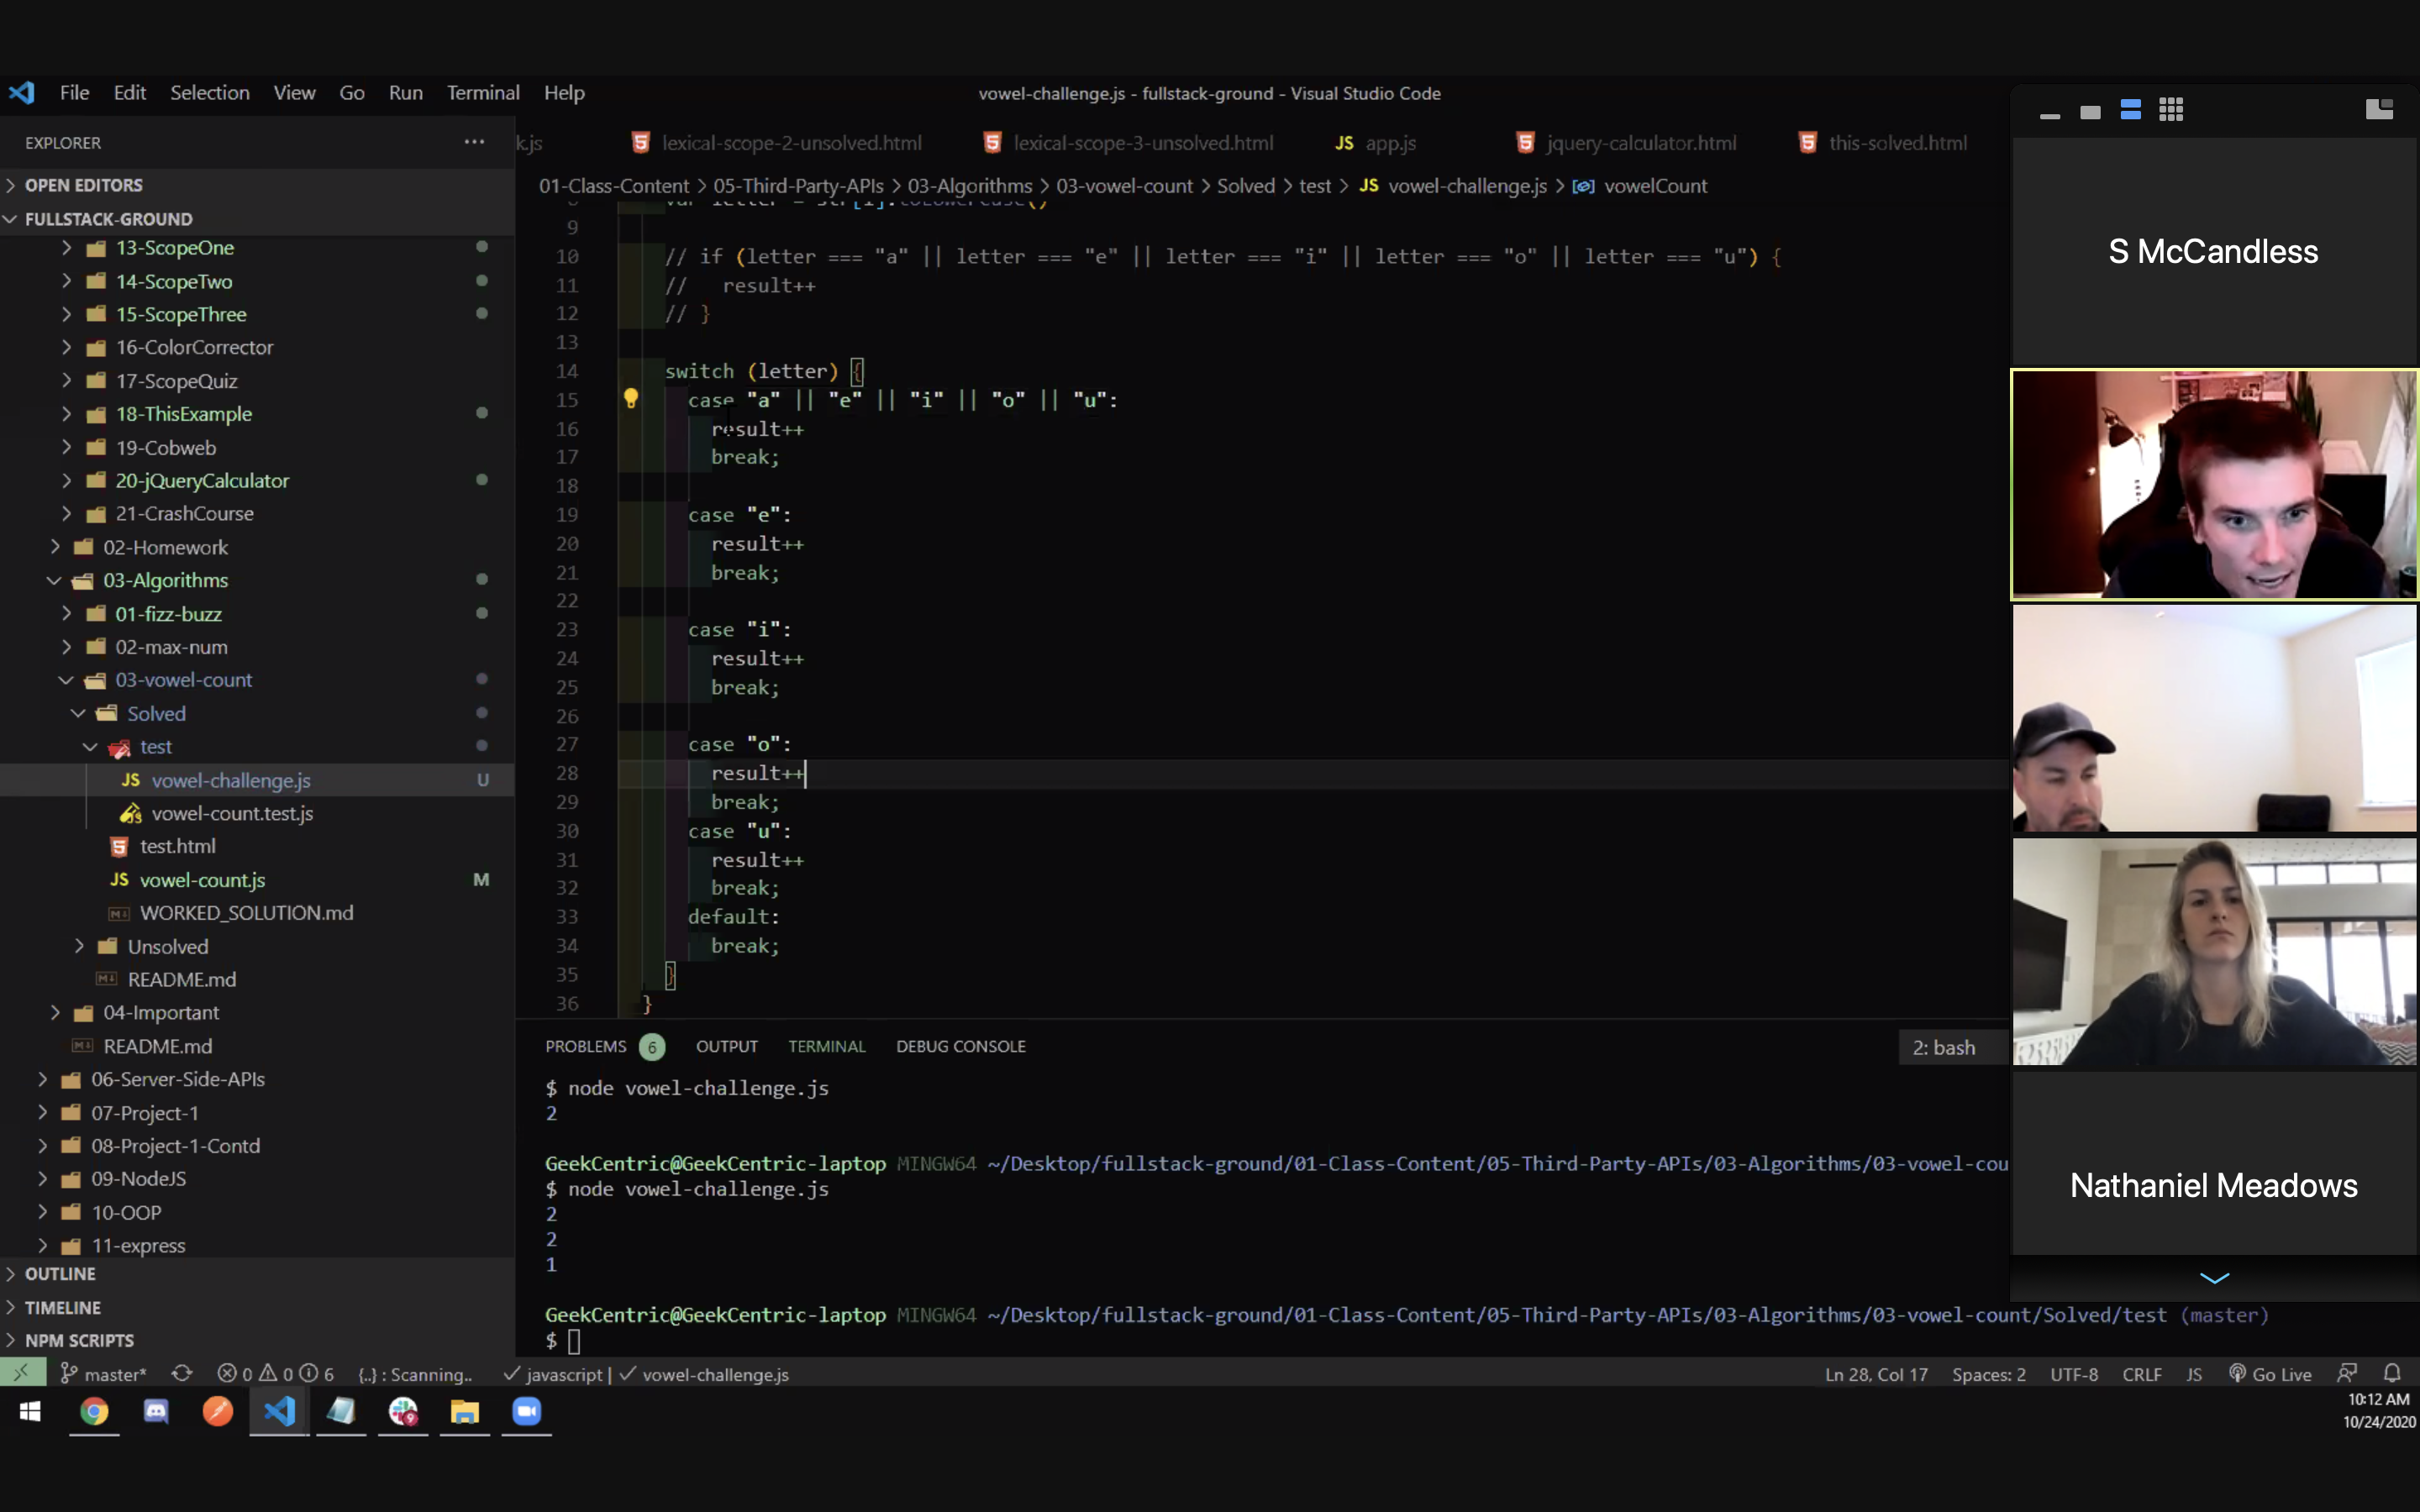 File Edit Selection View Go Run Terminal Help
vowel-challenge.js - fullstack-ground - Visual Studio Code
EXPLORER
OPEN EDITORS
FULLSTACK-GROUND
13-ScopeOne
14-ScopeTwo
15-ScopeThree
16-ColorCorrector
17-ScopeQuiz
18-ThisExample
19-Cobweb
20-jQueryCalculator
21-CrashCourse
02-Homework
03-Algorithms
01-fizz-buzz
02-max-num
03-vowel-count
Solved
test
JS vowel-challenge.js U
vowel-count.test.js
test.html
JS vowel-count.js M
WORKED_SOLUTION.md
Unsolved
README.md
04-Important
README.md
06-Server-Side-APIs
07-Project-1
08-Project-1-Contd
09-NodeJS
10-OOP
11-express
OUTLINE
TIMELINE
NPM SCRIPTS
k.js lexical-scope-2-unsolved.html lexical-scope-3-unsolved.html JS app.js jquery-calculator.html this-solved.html
01-Class-Content > 05-Third-Party-APIs > 03-Algorithms > 03-vowel-count > Solved > test > JS vowel-challenge.js > vowelCount
8 var letter = str[i].toLowerCase()
9
10 // if (letter === "a" || letter === "e" || letter === "i" || letter === "o" || letter === "u") {
11 // result++
12 // }
13
14 switch (letter) {
15 case "a" || "e" || "i" || "o" || "u":
16 result++
17 break;
18
19 case "e":
20 result++
21 break;
22
23 case "i":
24 result++
25 break;
26
27 case "o":
28 result++
29 break;
30 case "u":
31 result++
32 break;
33 default:
34 break;
35 }
36 }
PROBLEMS 6 OUTPUT TERMINAL DEBUG CONSOLE 2: bash
$ node vowel-challenge.js
2
GeekCentric@GeekCentric-laptop MINGW64 ~/Desktop/fullstack-ground/01-Class-Content/05-Third-Party-APIs/03-Algorithms/03-vowel-cou
$ node vowel-challenge.js
2
2
1
GeekCentric@GeekCentric-laptop MINGW64 ~/Desktop/fullstack-ground/01-Class-Content/05-Third-Party-APIs/03-Algorithms/03-vowel-count/Solved/test (master)
$
S McCandless
Nathaniel Meadows
master* 0 0 6 {..} : Scanning.. javascript | vowel-challenge.js Ln 28, Col 17 Spaces: 2 UTF-8 CRLF JS Go Live
10:12 AM
10/24/2020